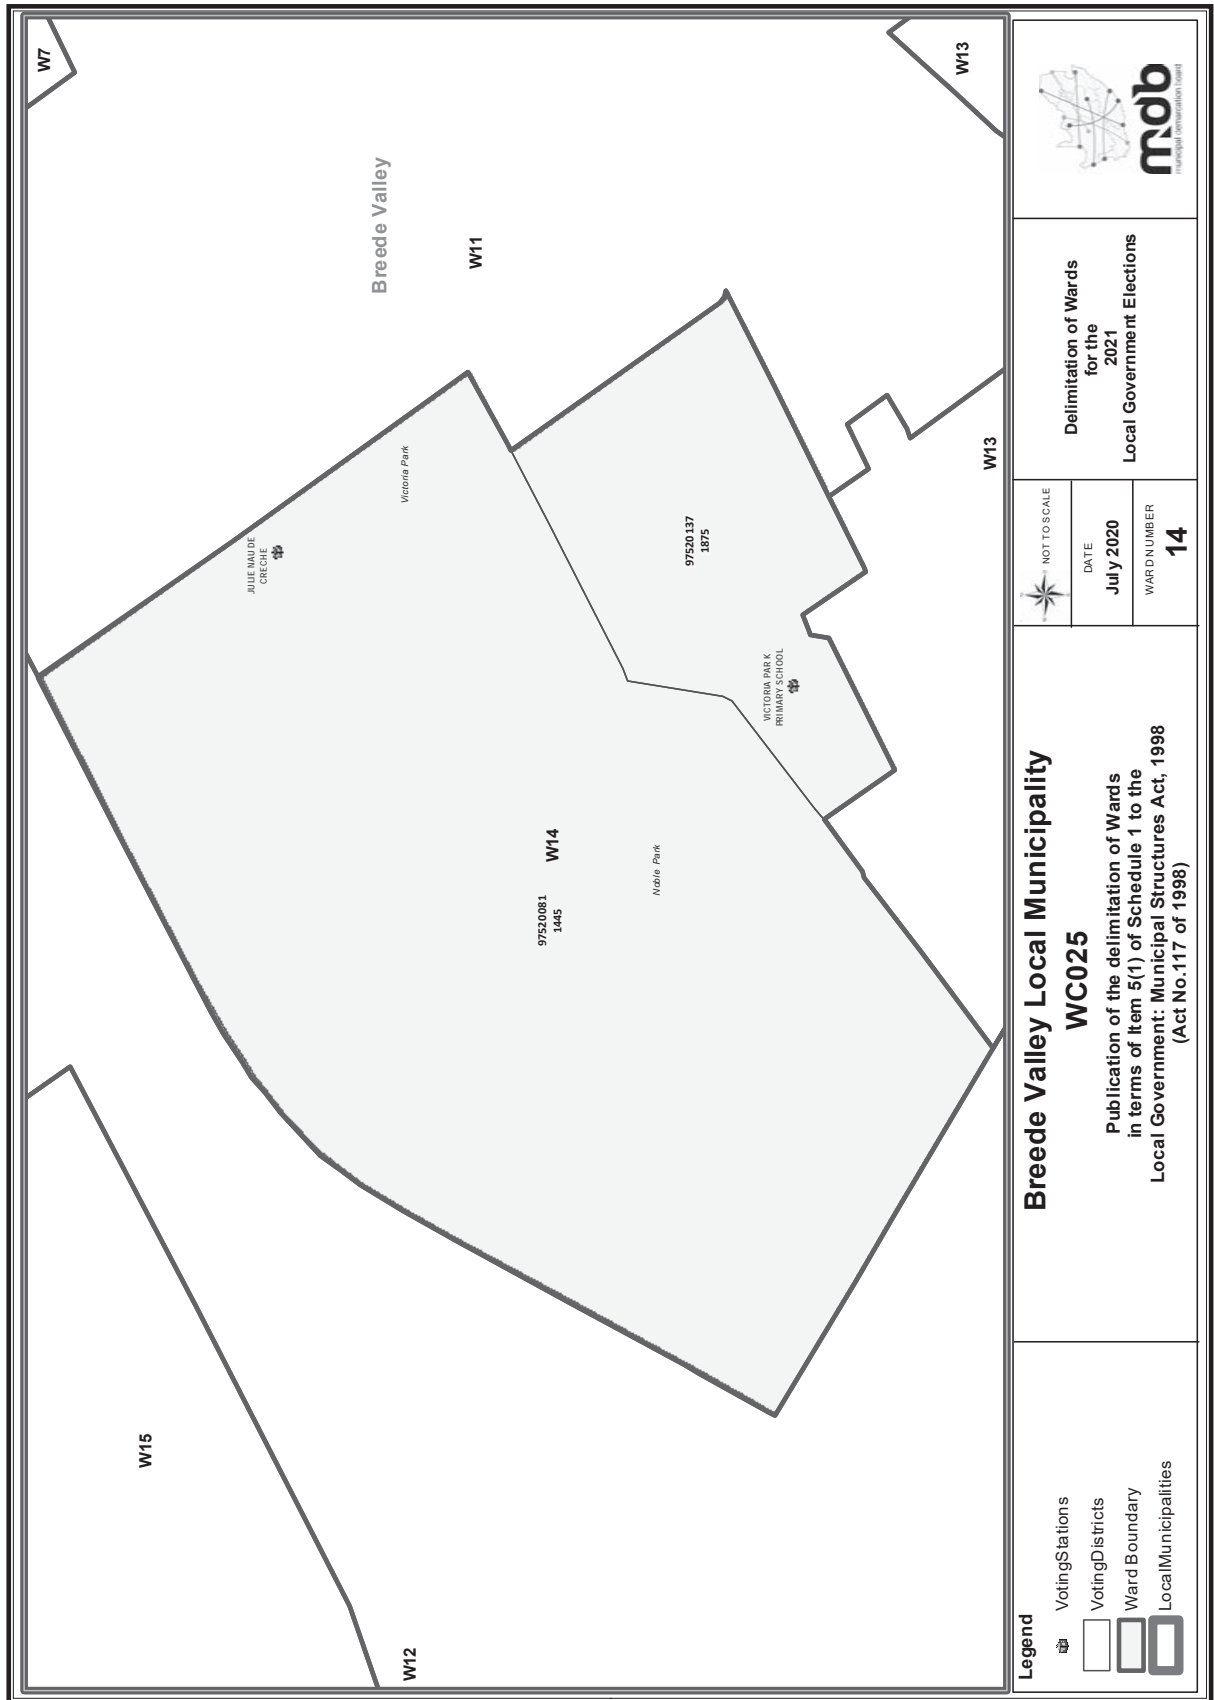 W7
W13
Breede Valley
W11
Victoria Park
JULIE NAUDE
CRECHE
97520137
1875
W13
VICTORIA PARK
PRIMARY SCHOOL
W14
97520081
1445
Noble Park
W15
W12
Legend
VotingStations
VotingDistricts
Ward Boundary
LocalMunicipalities
Breede Valley Local Municipality
WC025
Publication of the delimitation of Wards
in terms of Item 5(1) of Schedule 1 to the
Local Government: Municipal Structures Act, 1998
(Act No.117 of 1998)
NOT TO SCALE
DATE
July 2020
WARD NUMBER
14
Delimitation of Wards
for the
2021
Local Government Elections
mdb
municipal demarcation board